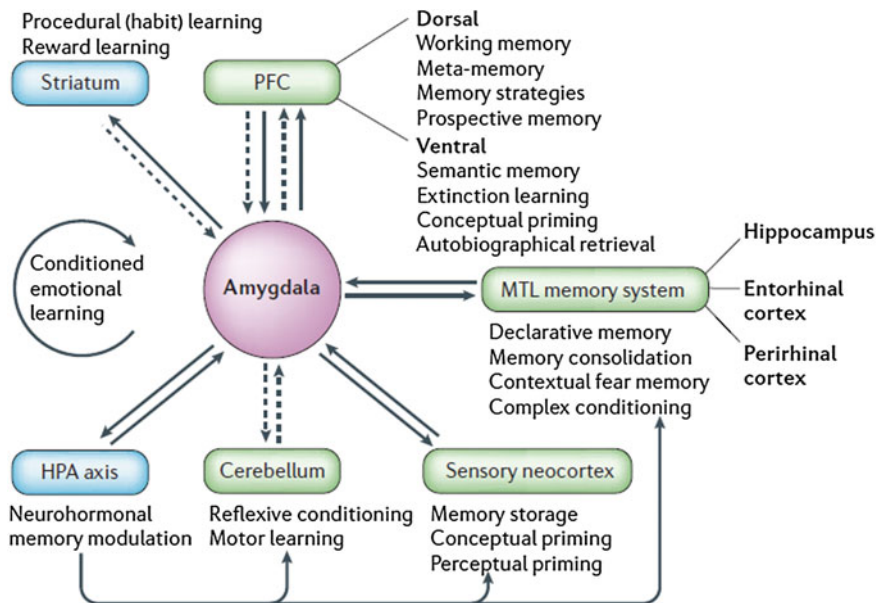 Procedural (habit) learning
Reward learning
Striatum
PFC
Dorsal
Working memory
Meta-memory
Memory strategies
Prospective memory
Ventral
Semantic memory
Extinction learning
Conceptual priming
Autobiographical retrieval
Conditioned
emotional
learning
Amygdala
MTL memory system
Hippocampus
Entorhinal
cortex
Perirhinal
cortex
Declarative memory
Memory consolidation
Contextual fear memory
Complex conditioning
HPA axis
Neurohormonal
memory modulation
Cerebellum
Reflexive conditioning
Motor learning
Sensory neocortex
Memory storage
Conceptual priming
Perceptual priming